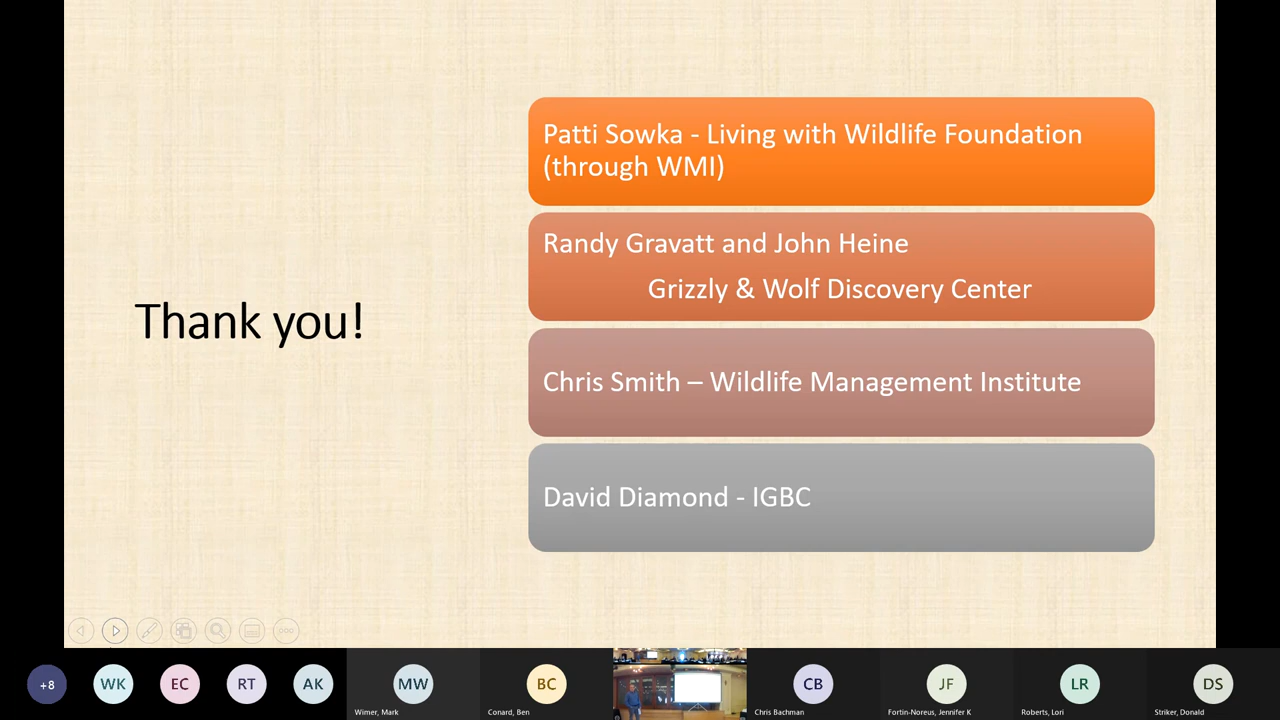 Thank you!
Patti Sowka - Living with Wildlife Foundation
(through WMI)
Randy Gravatt and John Heine
Grizzly & Wolf Discovery Center
Chris Smith – Wildlife Management Institute
David Diamond - IGBC
+8
WK
EC
RT
AK
MW
Wimer, Mark
BC
Conard, Ben
CB
Chris Bachman
JF
Fortin-Noreus, Jennifer K
LR
Roberts, Lori
DS
Striker, Donald